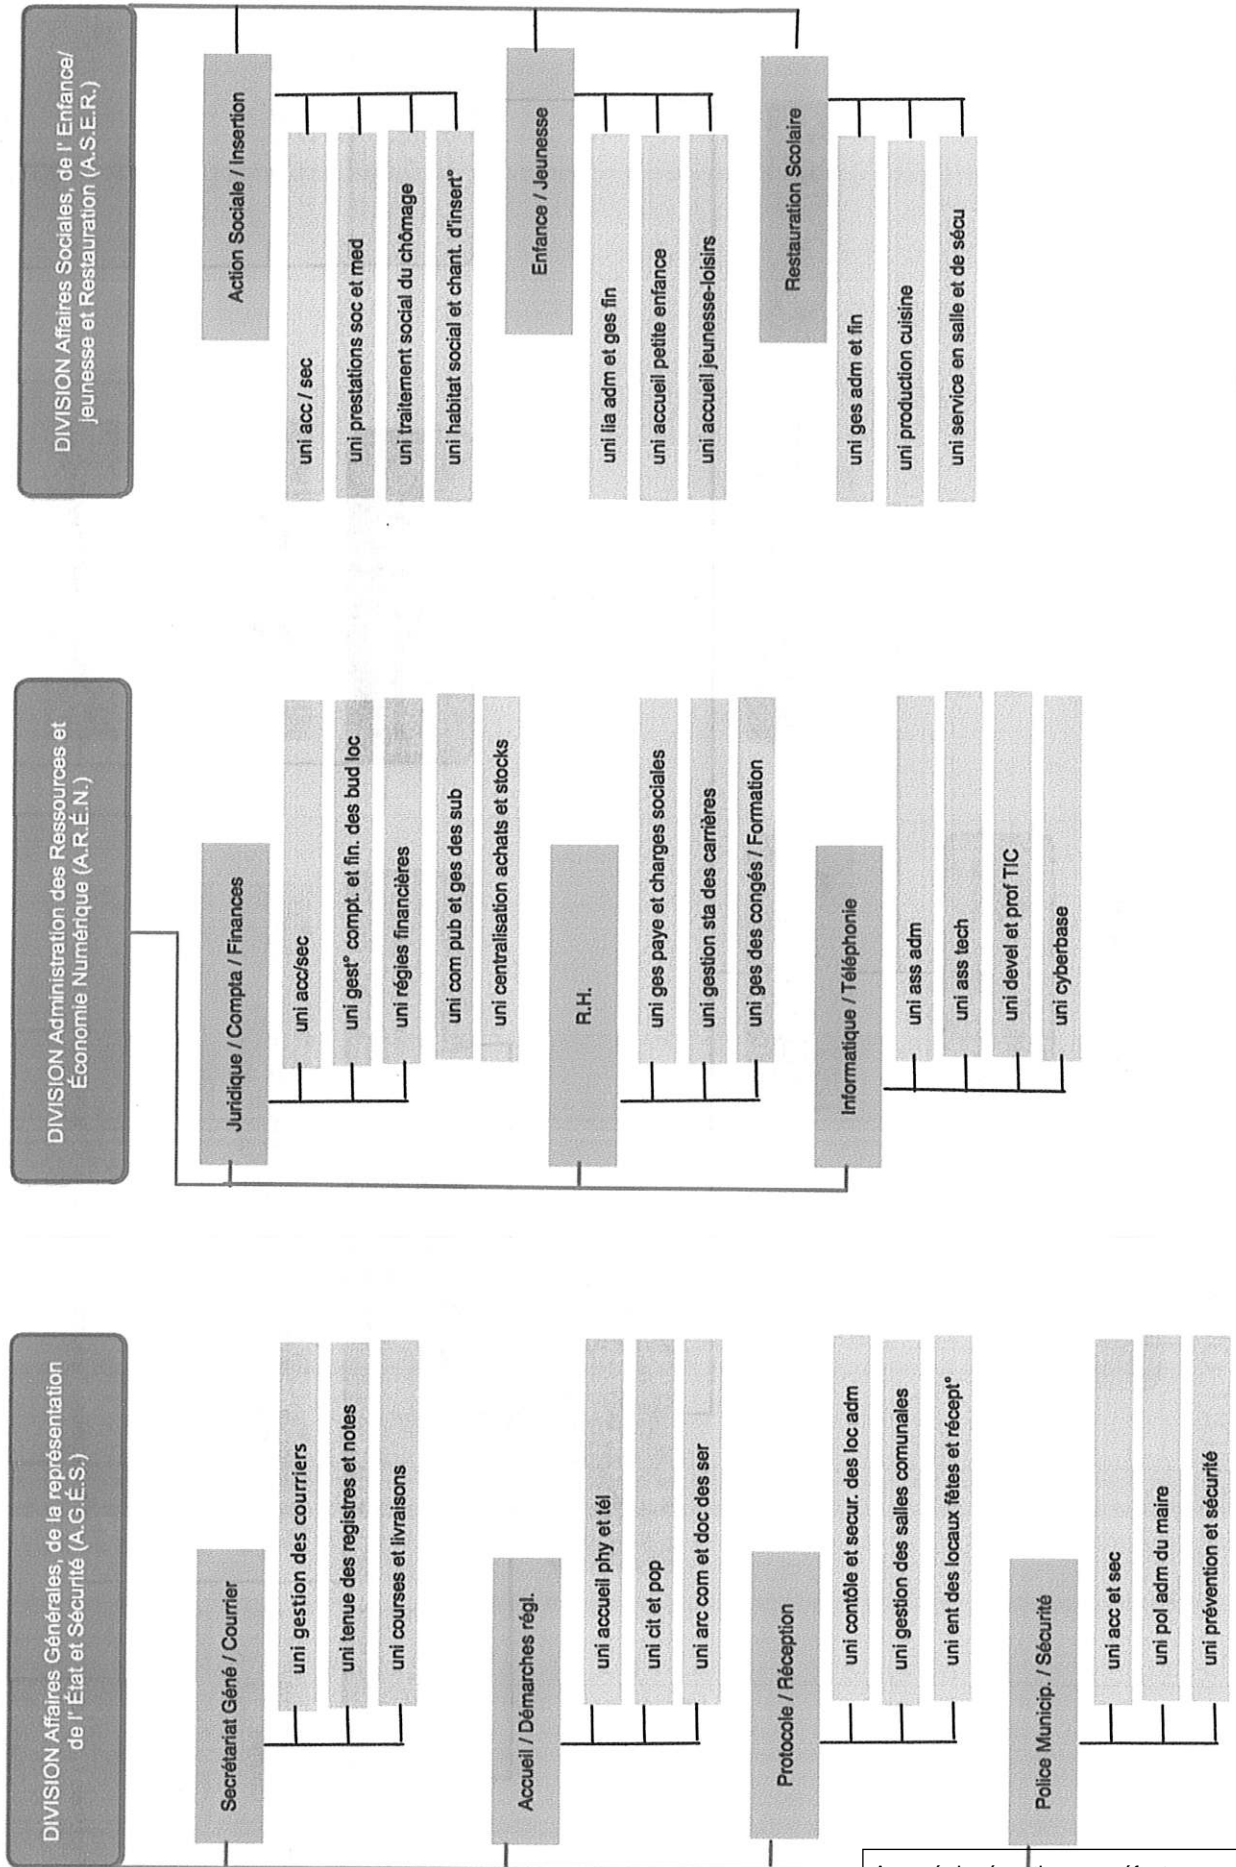 DIVISION Affaires Générales, de la représentation
de l' État et Sécurité (A.G.É.S.)
Secrétariat Géné / Courrier
uni gestion des courriers
uni tenue des registres et notes
uni courses et livraisons
Accueil / Démarches régl.
uni accueil phy et tél
uni cit et pop
uni arc com et doc des ser
Protocole / Réception
uni contôle et secur. des loc adm
uni gestion des salles comunales
uni ent des locaux fêtes et récept°
Police Municip. / Sécurité
uni acc et sec
uni pol adm du maire
uni prévention et sécurité
DIVISION Administration des Ressources et
Économie Numérique (A.R.É.N.)
Juridique / Compta / Finances
uni acc/sec
uni gest° compt. et fin. des bud loc
uni régies financières
uni com pub et ges des sub
uni centralisation achats et stocks
R.H.
uni ges paye et charges sociales
uni gestion sta des carrières
uni ges des congés / Formation
Informatique / Téléphonie
uni ass adm
uni ass tech
uni devel et prof TIC
uni cyberbase
DIVISION Affaires Sociales, de l' Enfance/
jeunesse et Restauration (A.S.E.R.)
Action Sociale / Insertion
uni acc / sec
uni prestations soc et med
uni traitement social du chômage
uni habitat social et chant. d'insert°
Enfance / Jeunesse
uni lia adm et ges fin
uni accueil petite enfance
uni accueil jeunesse-loisirs
Restauration Scolaire
uni ges adm et fin
uni production cuisine
uni service en salle et de sécu